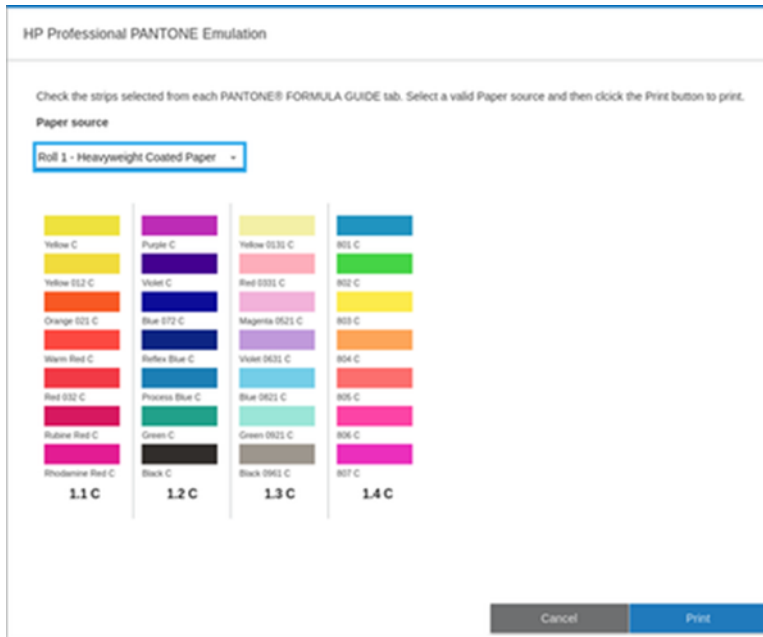 HP Professional PANTONE Emulation
Check the strips selected from each PANTONE® FORMULA GUIDE tab. Select a valid Paper source and then clcick the Print button to print.
Paper source
Roll 1 - Heavyweight Coated Paper
Yellow C
Purple C
Yellow 0131 C
801 C
Yellow 012 C
Violet C
Red 0331 C
802 C
Orange 021 C
Blue 072 C
Magenta 0521 C
803 C
Warm Red C
Reflex Blue C
Violet 0631 C
804 C
Red 032 C
Process Blue C
Blue 0821 C
805 C
Rubine Red C
Green C
Green 0921 C
806 C
Rhodamine Red C
Black C
Black 0961 C
807 C
1.1 C
1.2 C
1.3 C
1.4 C
Cancel
Print